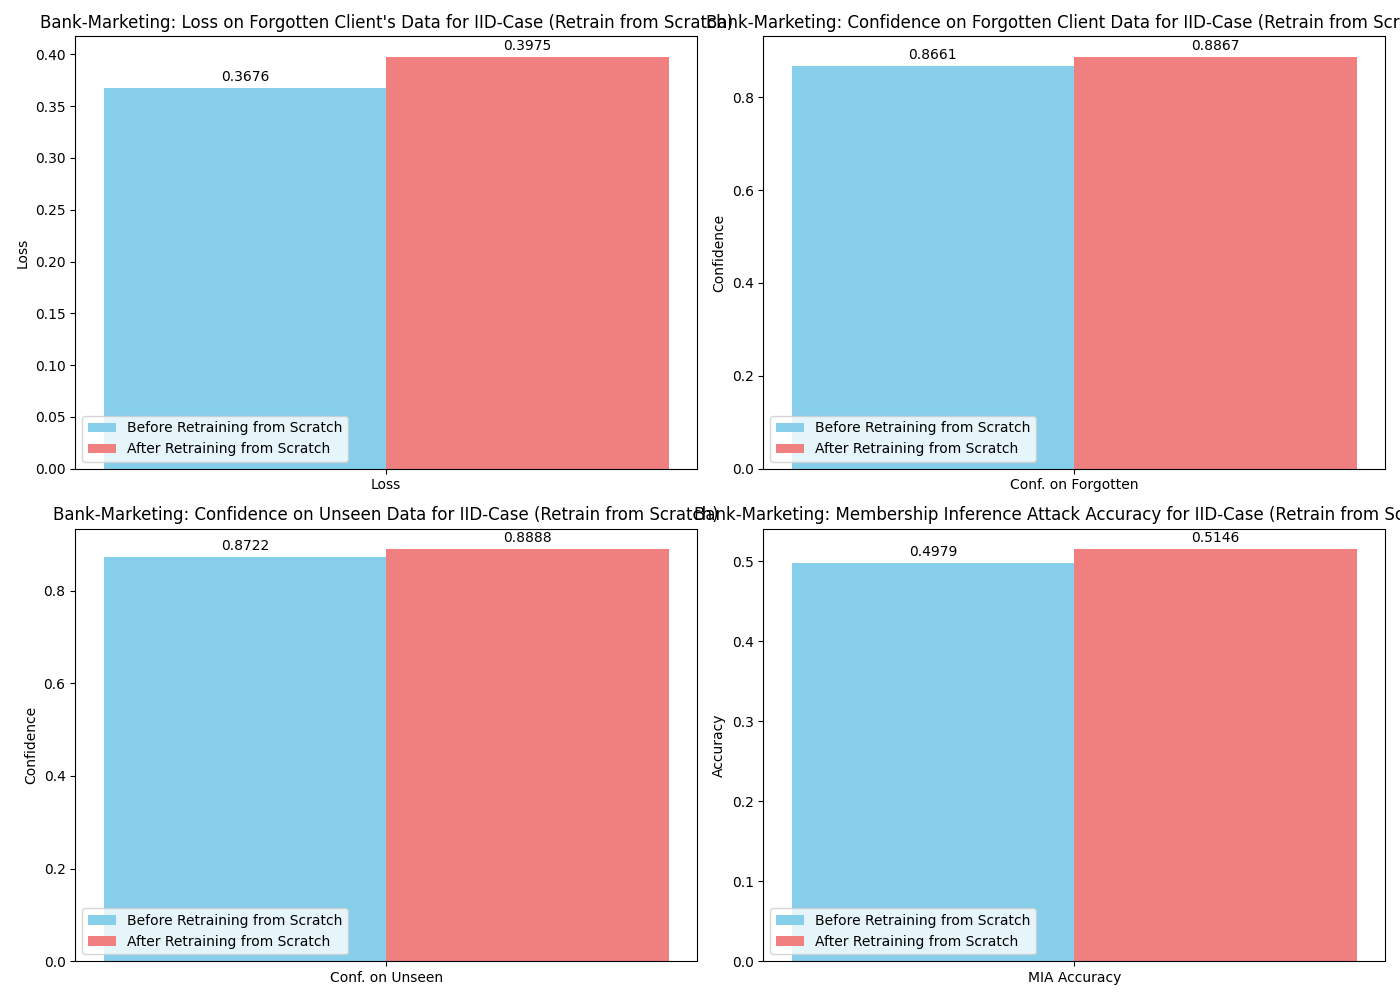 Bank-Marketing: Loss on Forgotten Client's Data for IID-Case (Retrain from Scratch)
0.3676
0.3975
0.40
0.35
0.30
0.25
0.20
0.15
0.10
0.05
0.00
Loss
Before Retraining from Scratch
After Retraining from Scratch
Loss
Bank-Marketing: Confidence on Forgotten Client Data for IID-Case (Retrain from Scr
0.8661
0.8867
0.8
0.6
0.4
0.2
0.0
Confidence
Before Retraining from Scratch
After Retraining from Scratch
Conf. on Forgotten
Bank-Marketing: Confidence on Unseen Data for IID-Case (Retrain from Scratch)
0.8722
0.8888
0.8
0.6
0.4
0.2
0.0
Confidence
Before Retraining from Scratch
After Retraining from Scratch
Conf. on Unseen
Bank-Marketing: Membership Inference Attack Accuracy for IID-Case (Retrain from Sc
0.4979
0.5146
0.5
0.4
0.3
0.2
0.1
0.0
Accuracy
Before Retraining from Scratch
After Retraining from Scratch
MIA Accuracy